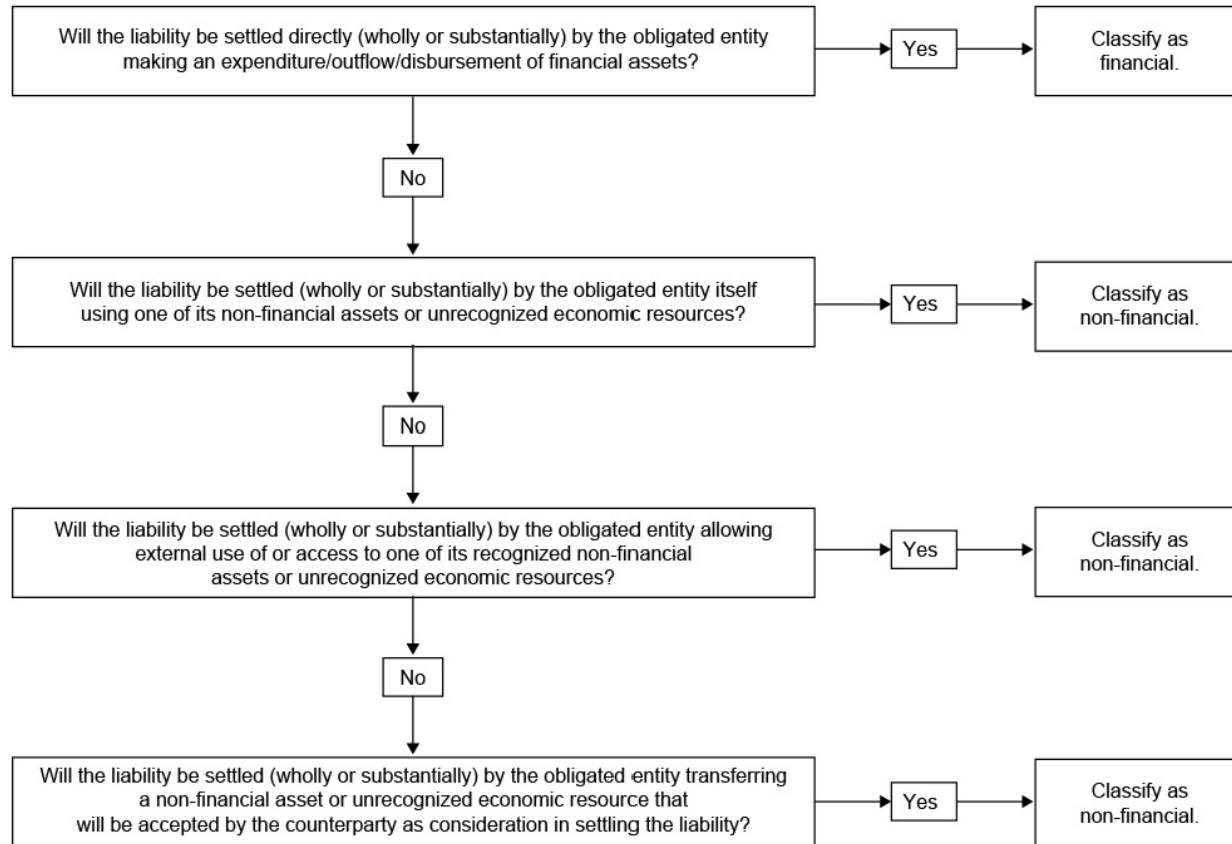 Will the liability be settled directly (wholly or substantially) by the obligated entity
making an expenditure/outflow/disbursement of financial assets?
Yes
Classify as
financial.
No
Will the liability be settled (wholly or substantially) by the obligated entity itself
using one of its non-financial assets or unrecognized economic resources?
Yes
Classify as
non-financial.
No
Will the liability be settled (wholly or substantially) by the obligated entity allowing
external use of or access to one of its recognized non-financial
assets or unrecognized economic resources?
Yes
Classify as
non-financial.
No
Will the liability be settled (wholly or substantially) by the obligated entity transferring
a non-financial asset or unrecognized economic resource that
will be accepted by the counterparty as consideration in settling the liability?
Yes
Classify as
non-financial.